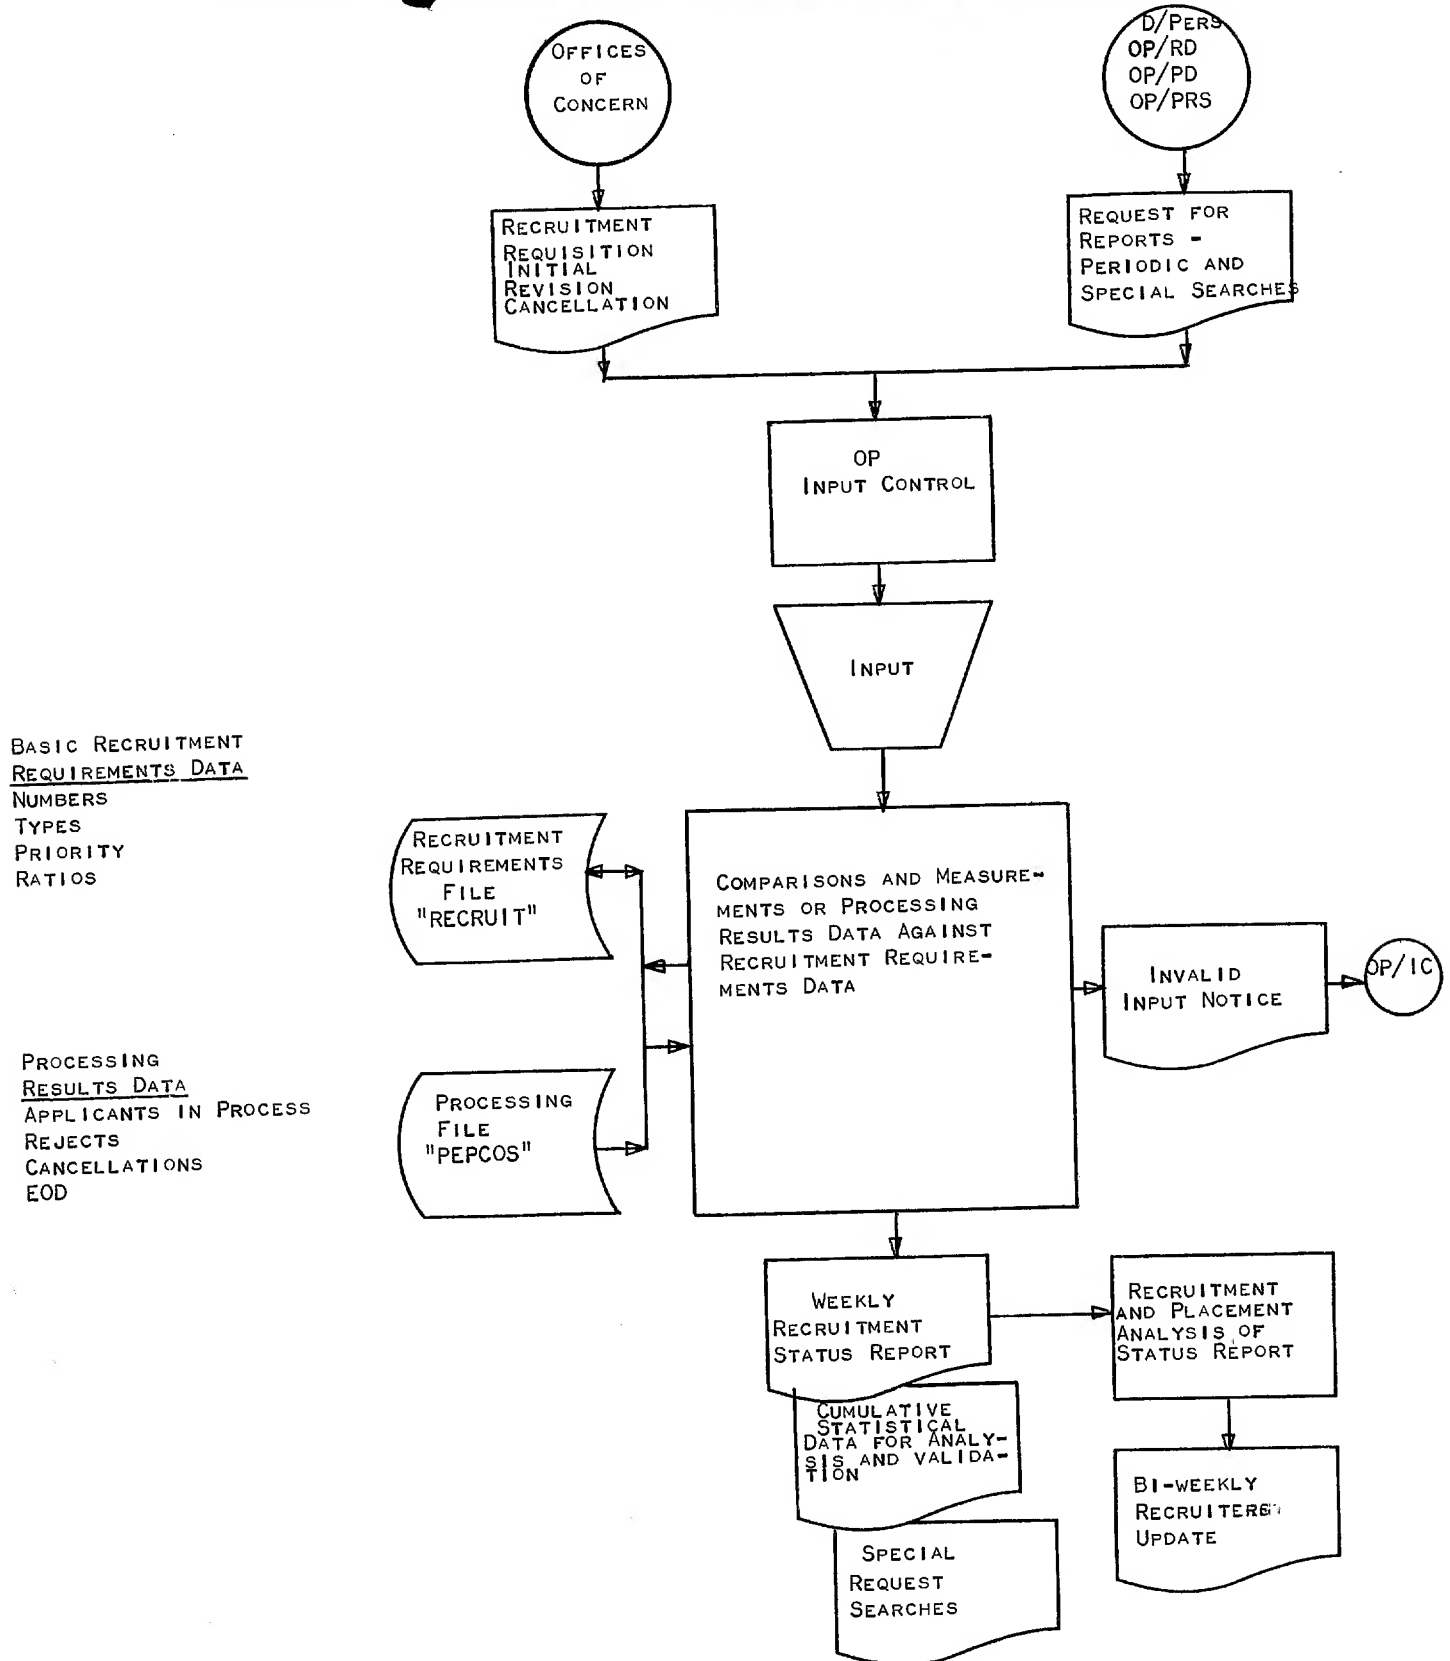 OFFICES
OF
CONCERN
D/PERS
OP/RD
OP/PD
OP/PRS
RECRUITMENT
REQUISITION
INITIAL
REVISION
CANCELLATION
REQUEST FOR
REPORTS -
PERIODIC AND
SPECIAL SEARCHES
OP
INPUT CONTROL
INPUT
BASIC RECRUITMENT
REQUIREMENTS DATA
NUMBERS
TYPES
PRIORITY
RATIOS
RECRUITMENT
REQUIREMENTS
FILE
"RECRUIT"
COMPARISONS AND MEASURE-
MENTS OR PROCESSING
RESULTS DATA AGAINST
RECRUITMENT REQUIRE-
MENTS DATA
INVALID
INPUT NOTICE
OP/IC
PROCESSING
RESULTS DATA
APPLICANTS IN PROCESS
REJECTS
CANCELLATIONS
EOD
PROCESSING
FILE
"PEPCOS"
WEEKLY
RECRUITMENT
STATUS REPORT
RECRUITMENT
AND PLACEMENT
ANALYSIS OF
STATUS REPORT
CUMULATIVE
STATISTICAL
DATA FOR ANALY-
SIS AND VALIDA-
TION
BI-WEEKLY
UPDATE
SPECIAL
REQUEST
SEARCHES